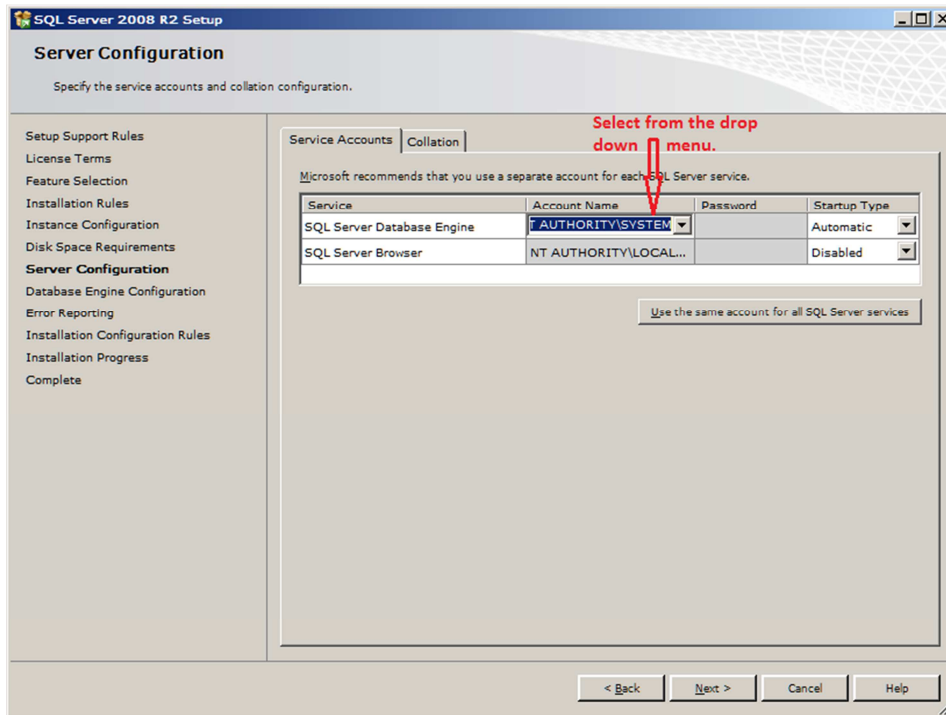 SQL Server 2008 R2 Setup
Server Configuration
Specify the service accounts and collation configuration.
Setup Support Rules
License Terms
Feature Selection
Installation Rules
Instance Configuration
Disk Space Requirements
Server Configuration
Database Engine Configuration
Error Reporting
Installation Configuration Rules
Installation Progress
Complete
Service Accounts Collation
Select from the drop
down menu.
Microsoft recommends that you use a separate account for each SQL Server service.
Service Account Name Password Startup Type
SQL Server Database Engine T AUTHORITY\SYSTEM Automatic
SQL Server Browser NT AUTHORITY\LOCAL... Disabled
Use the same account for all SQL Server services
< Back Next > Cancel Help